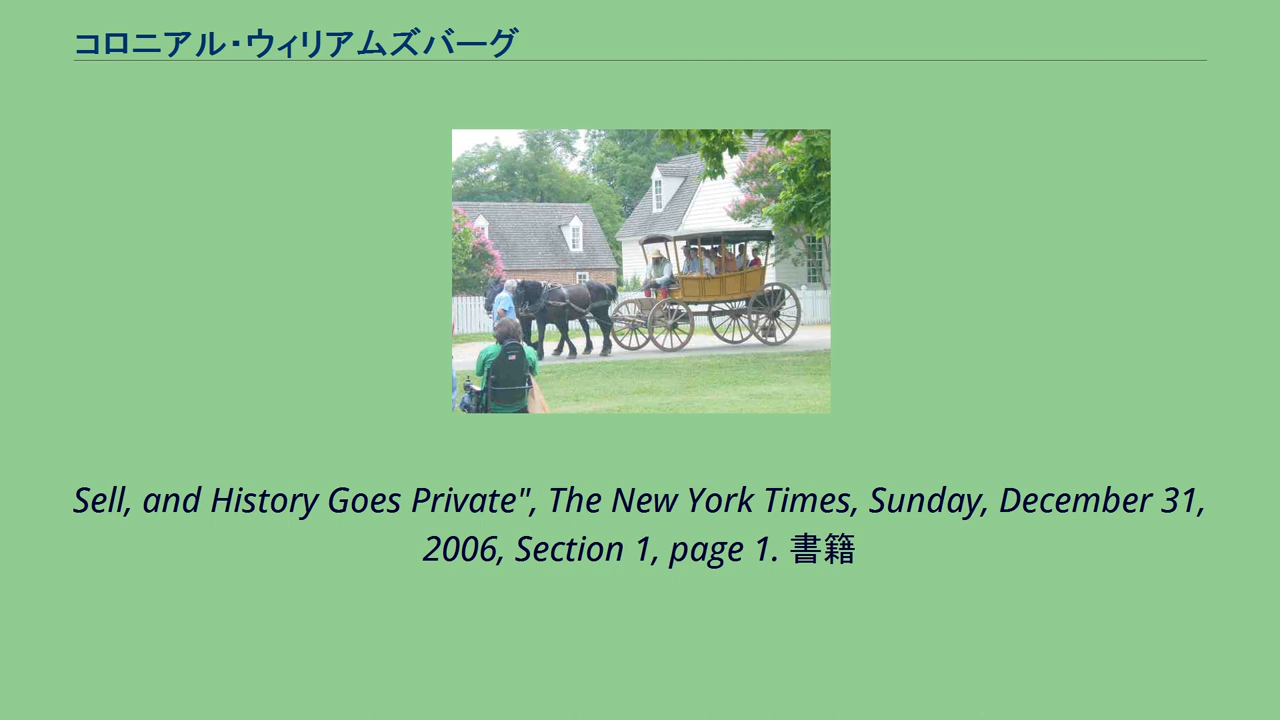 コロニアル・ウィリアムズバーグ
Sell, and History Goes Private", The New York Times, Sunday, December 31,
2006, Section 1, page 1. 書籍